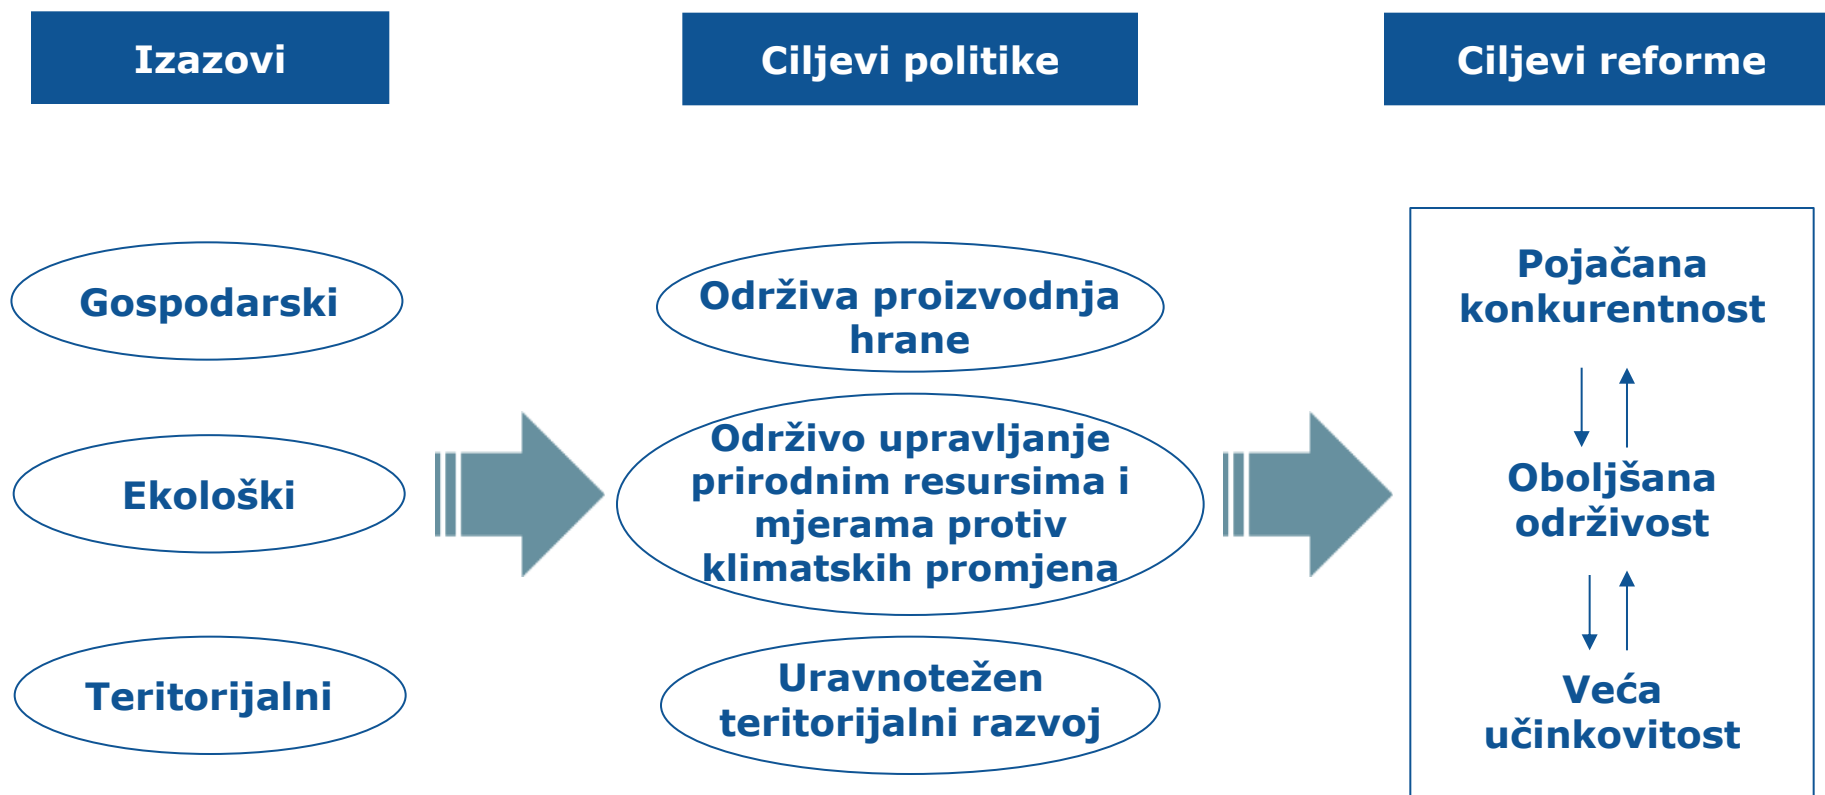 Izazovi
Ciljevi politike
Ciljevi reforme
Gospodarski
Ekološki
Teritorijalni
Održiva proizvodnja
hrane
Održivo upravljanje
prirodnim resursima i
mjerama protiv
klimatskih promjena
Uravnotežen
teritorijalni razvoj
Pojačana
konkurentnost
Oboljšana
održivost
Veća
učinkovitost